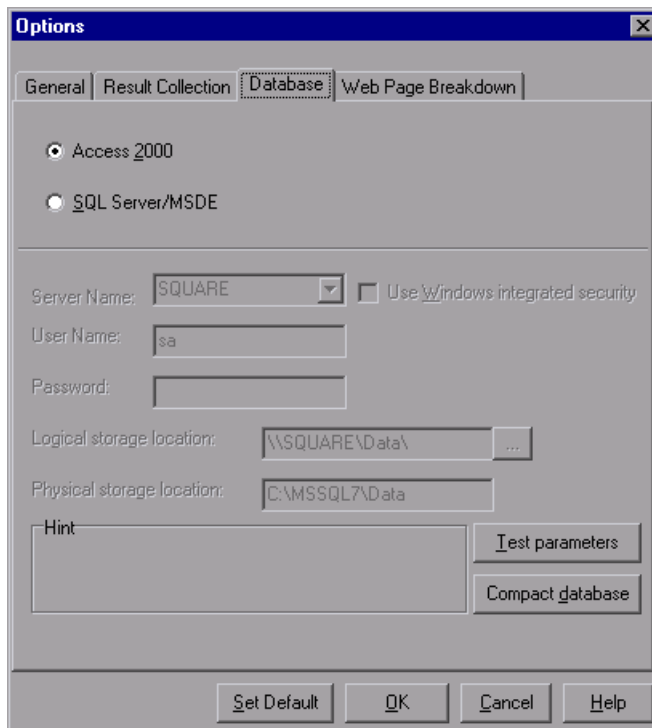 Options
General Result Collection Database Web Page Breakdown
Access 2000
SQL Server/MSDE
Server Name: SQUARE Use Windows integrated security
User Name: sa
Password:
Logical storage location: \\SQUARE\Data\ ...
Physical storage location: C:\MSSQL7\Data
Hint
Test parameters
Compact database
Set Default OK Cancel Help